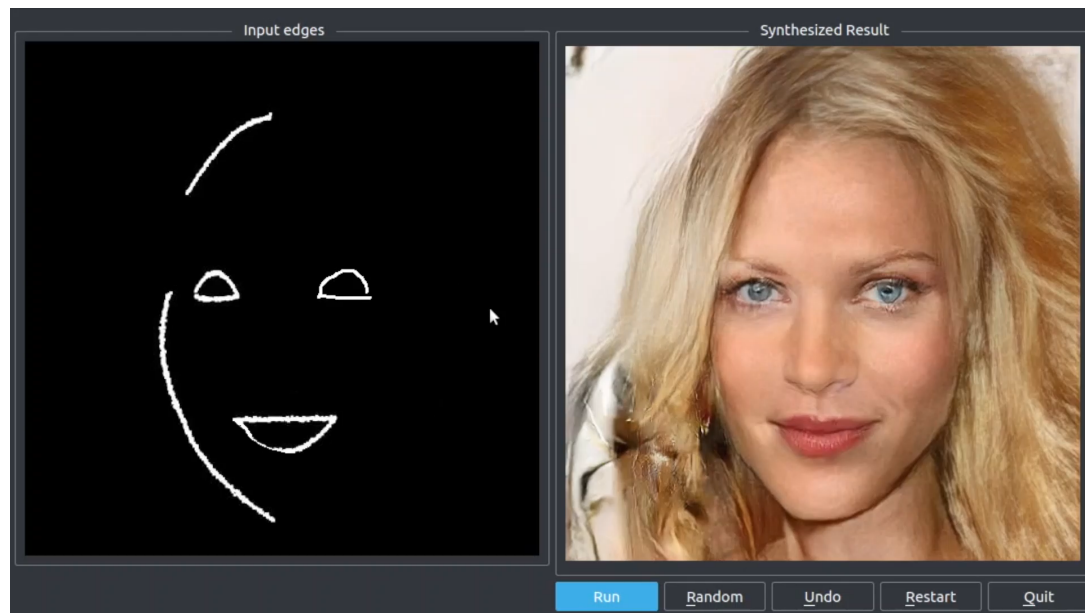 Input edges
Synthesized Result
Run
Random
Undo
Restart
Quit